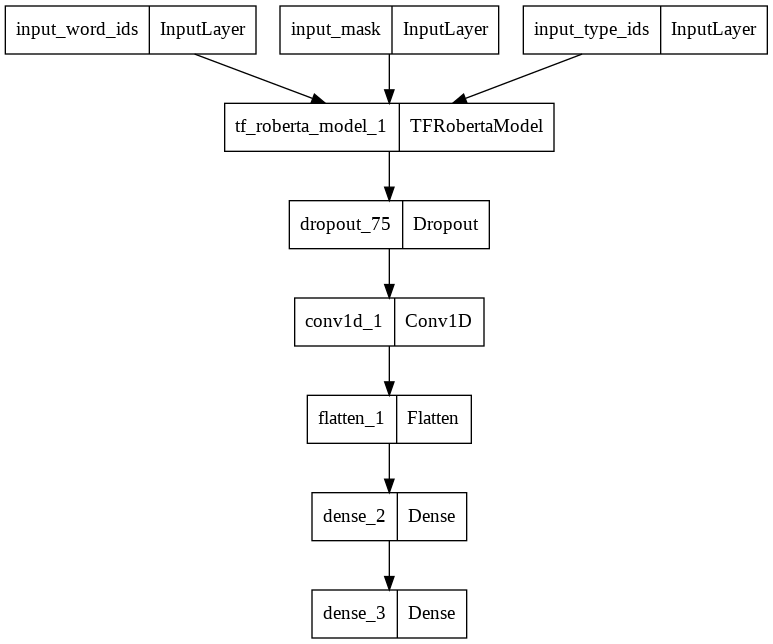 input_word_ids InputLayer input_mask InputLayer input_type_ids InputLayer
tf_roberta_model_1 TFRobertaModel
dropout_75 Dropout
conv1d_1 Conv1D
flatten_1 Flatten
dense_2 Dense
dense_3 Dense